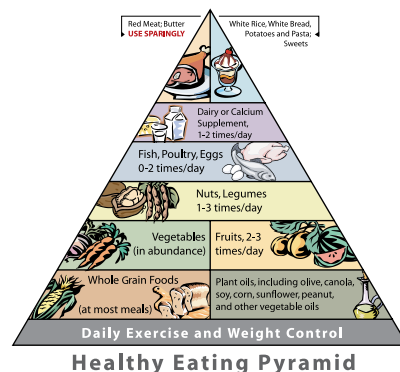 Red Meat; Butter
USE SPARINGLY
White Rice, White Bread,
Potatoes and Pasta;
Sweets
Dairy or Calcium
Supplement,
1-2 times/day
Fish, Poultry, Eggs
0-2 times/day
Nuts, Legumes
1-3 times/day
Vegetables
(in abundance)
Fruits, 2-3
times/day
Whole Grain Foods
(at most meals)
Plant oils, including olive, canola,
soy, corn, sunflower, peanut,
and other vegetable oils
Daily Exercise and Weight Control
Healthy Eating Pyramid